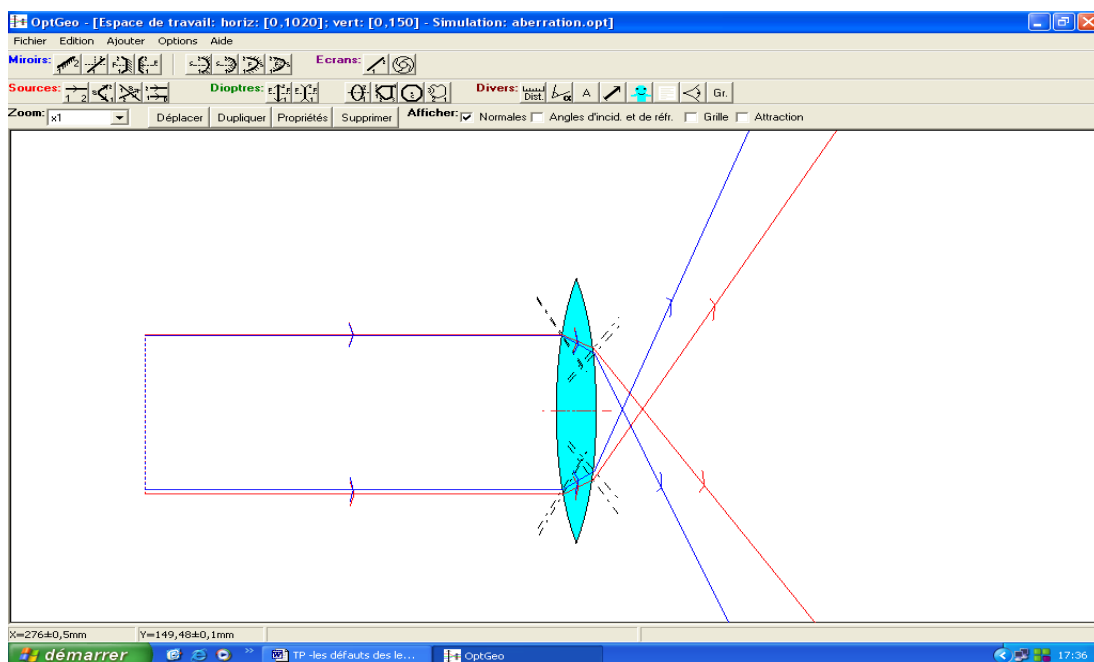 OptGeo - [Espace de travail: horiz: [0,1020]; vert: [0,150] - Simulation: aberration.opt]
Fichier Edition Ajouter Options Aide
Miroirs: Ecrans:
Sources: Dioptres: Divers: Dist. α A Gr.
Zoom: x1 Déplacer Dupliquer Propriétés Supprimer Afficher: Normales Angles d'incid. et de réfr. Grille Attraction
X=276±0,5mm Y=149,48±0,1mm
démarrer » TP -les défauts des le... OptGeo 17:36